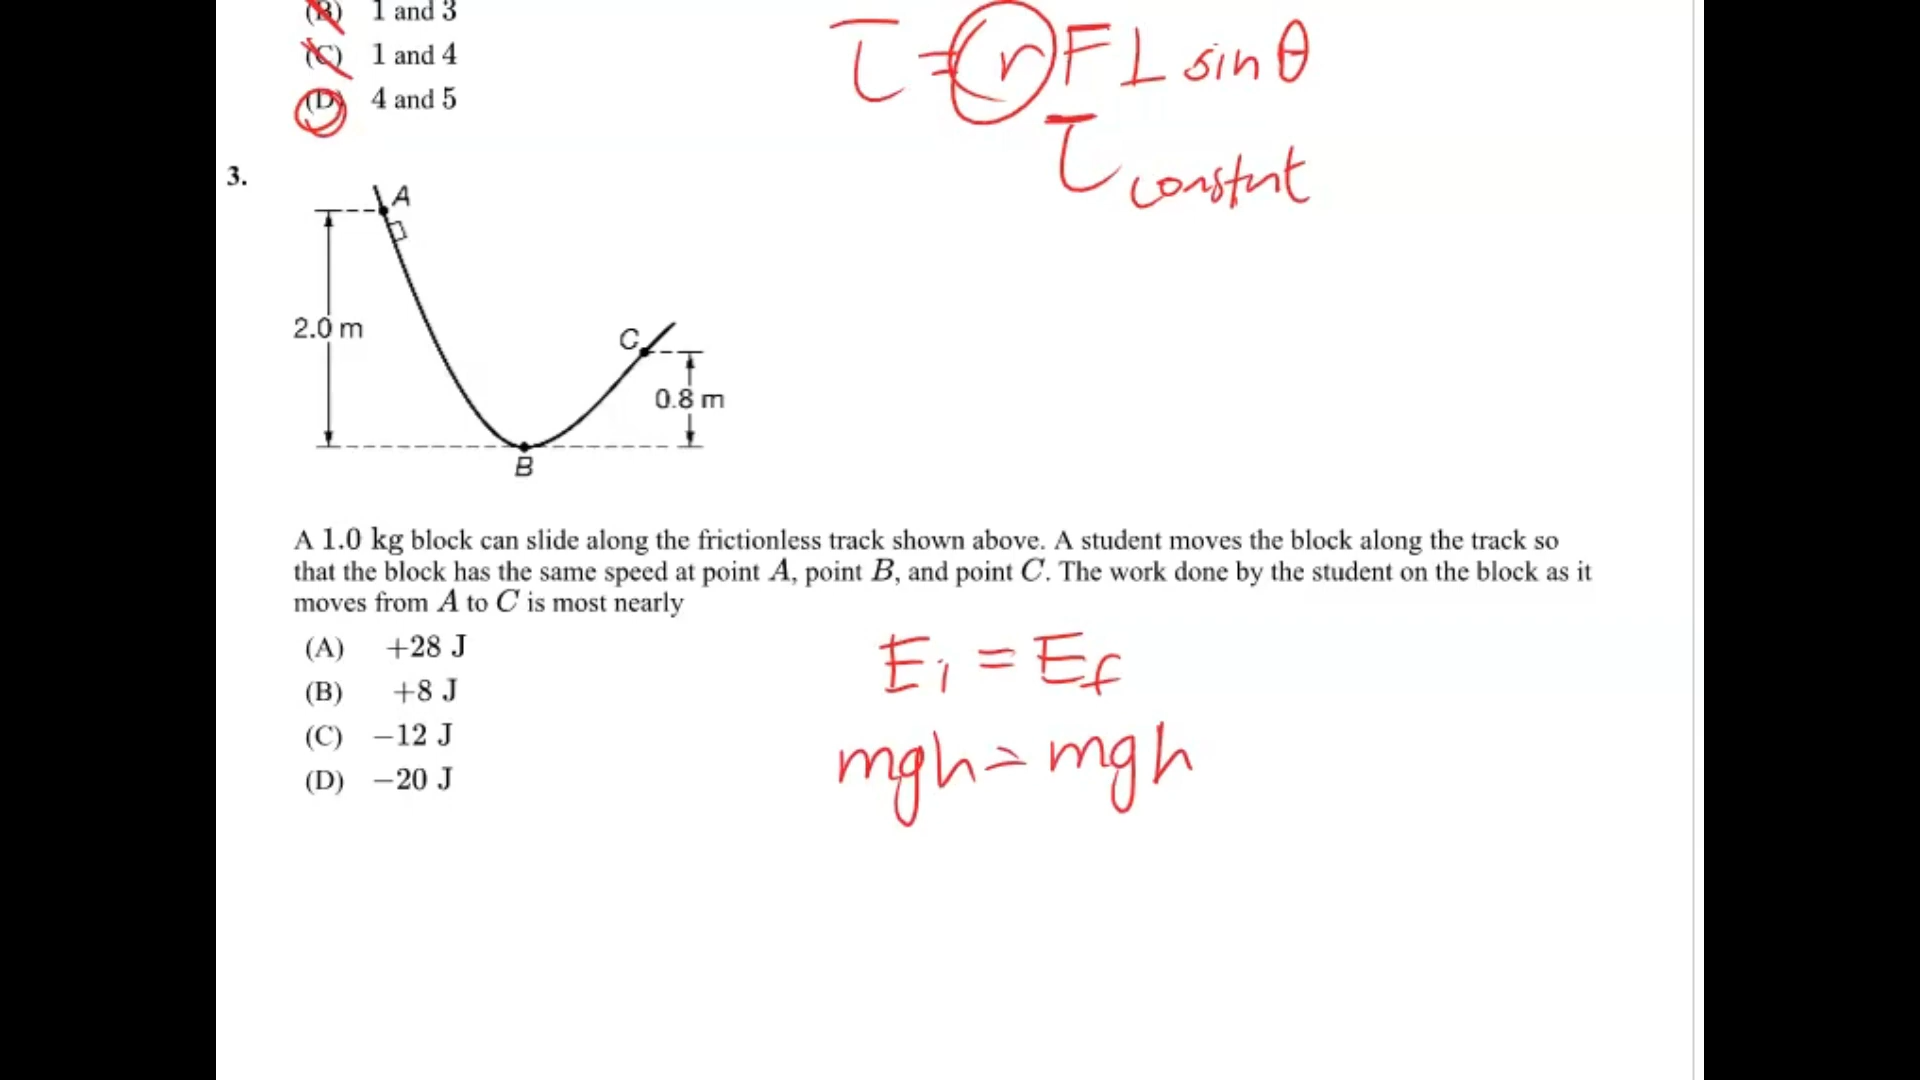 (B) 1 and 3
(C) 1 and 4
(D) 4 and 5
τ = r F ⊥ sin θ
τ constant
3.
A
2.0 m
C
0.8 m
B
A 1.0 kg block can slide along the frictionless track shown above. A student moves the block along the track so
that the block has the same speed at point A, point B, and point C. The work done by the student on the block as it
moves from A to C is most nearly
(A) +28 J
(B) +8 J
(C) −12 J
(D) −20 J
Ei = Ef
mgh = mgh